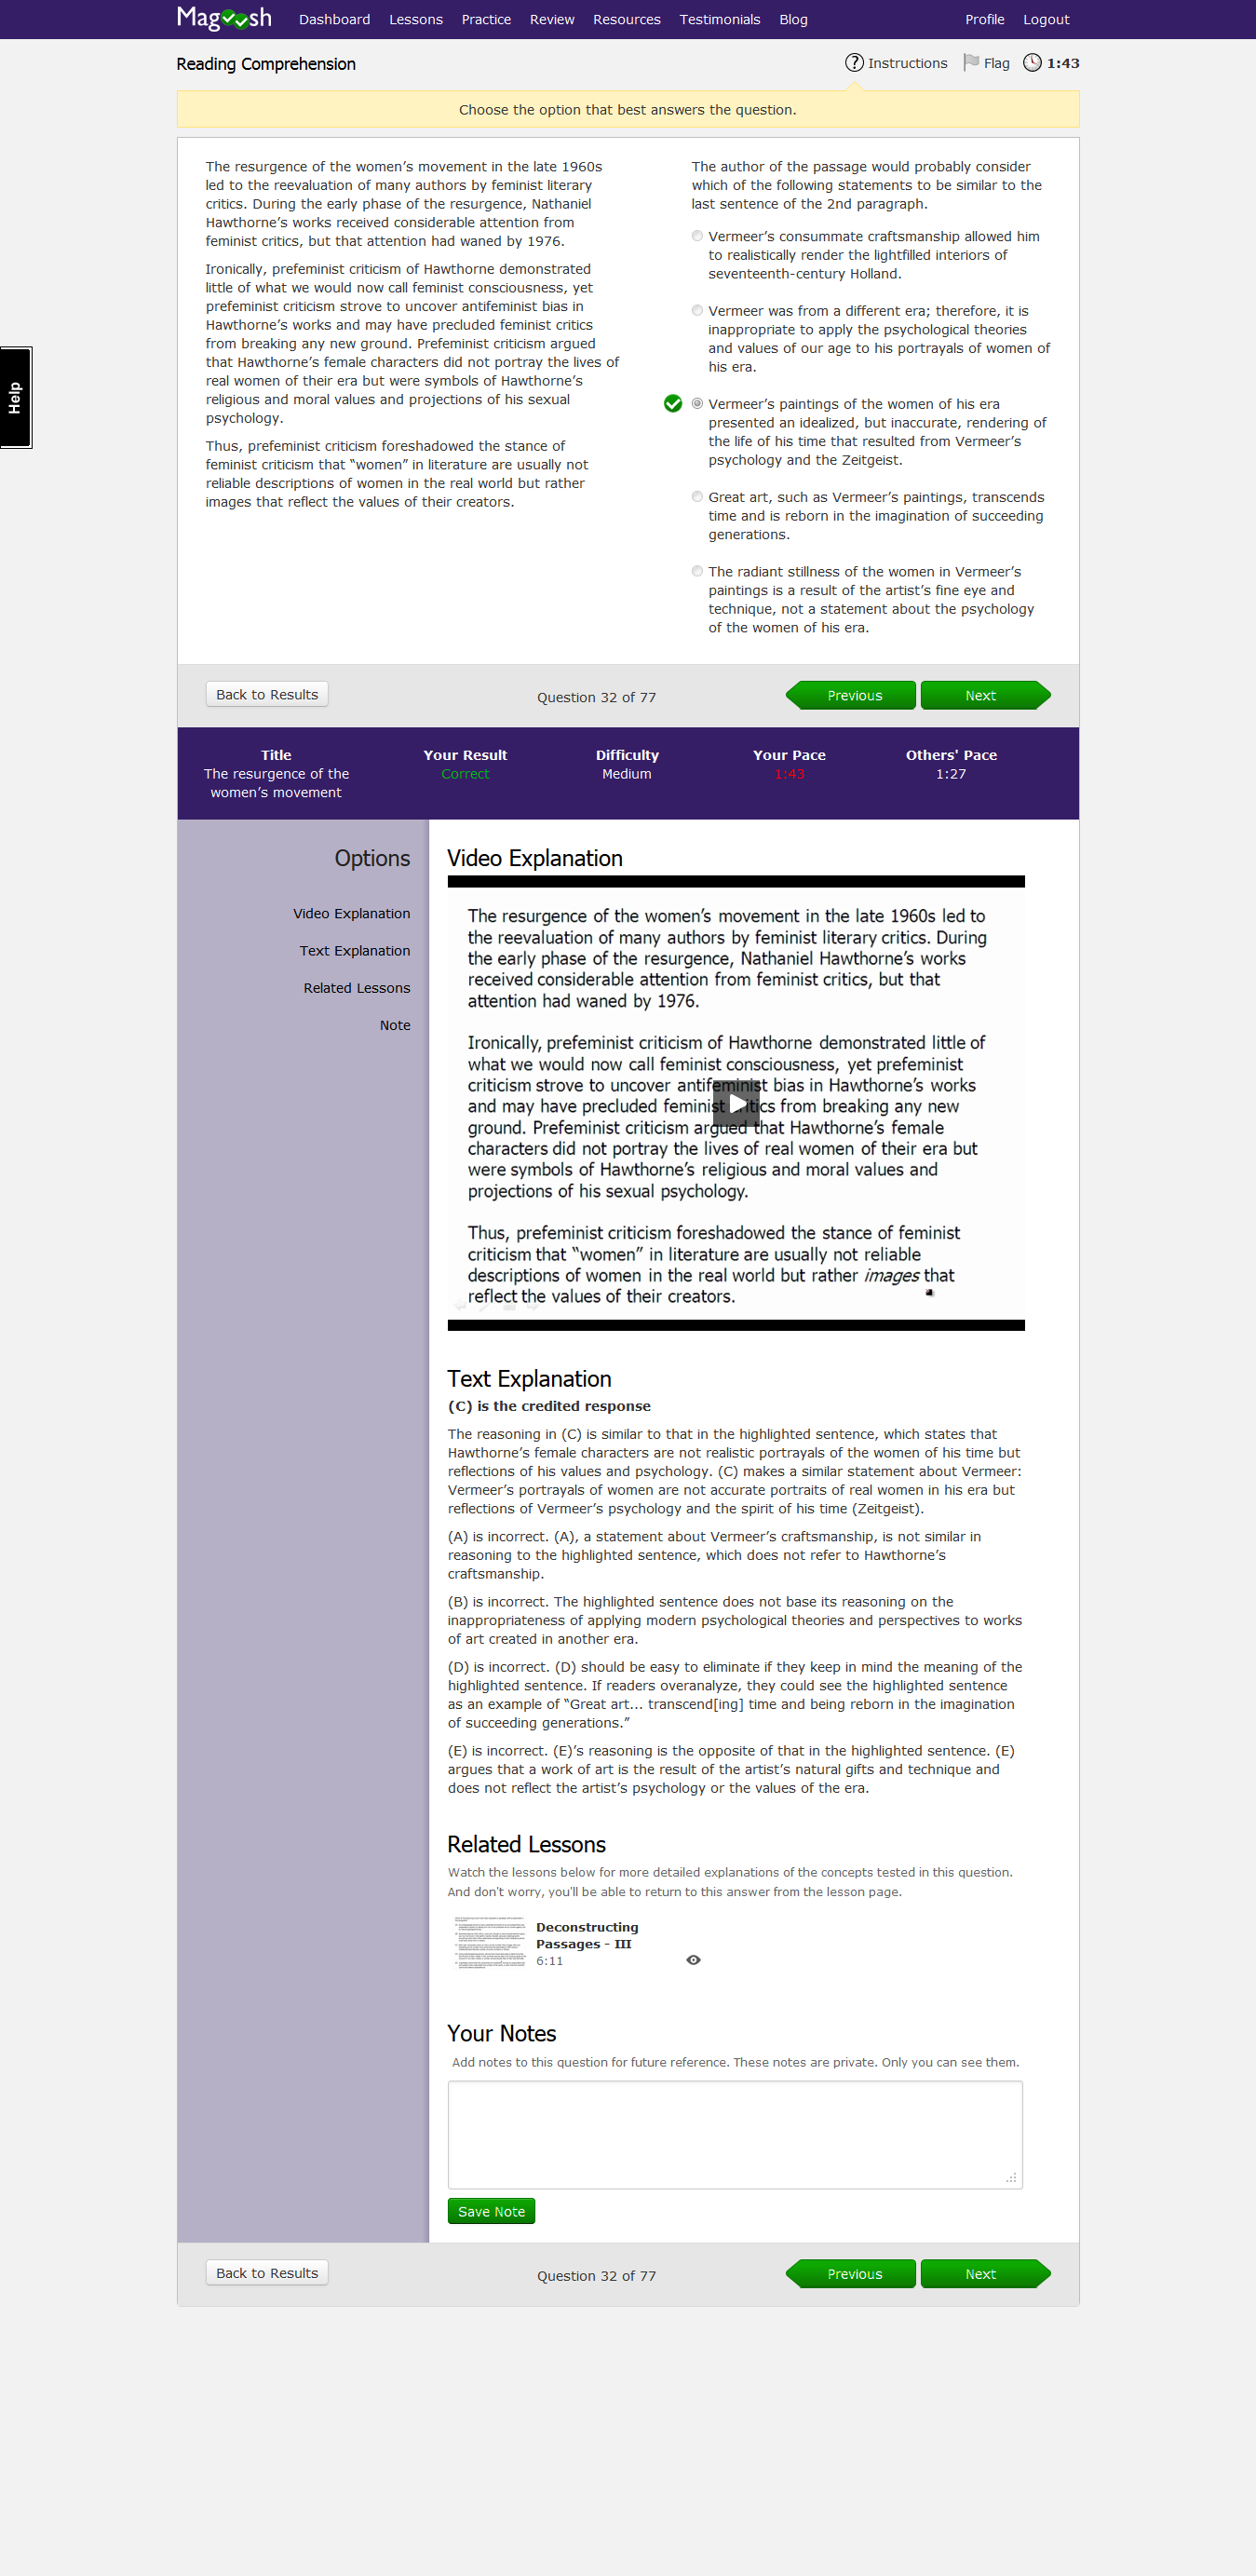 Magoosh
Dashboard Lessons Practice Review Resources Testimonials Blog Profile Logout
Reading Comprehension
? Instructions Flag 1:43
Choose the option that best answers the question.
The resurgence of the women's movement in the late 1960s
led to the reevaluation of many authors by feminist literary
critics. During the early phase of the resurgence, Nathaniel
Hawthorne's works received considerable attention from
feminist critics, but that attention had waned by 1976.
Ironically, prefeminist criticism of Hawthorne demonstrated
little of what we would now call feminist consciousness, yet
prefeminist criticism strove to uncover antifeminist bias in
Hawthorne's works and may have precluded feminist critics
from breaking any new ground. Prefeminist criticism argued
that Hawthorne's female characters did not portray the lives of
real women of their era but were symbols of Hawthorne's
religious and moral values and projections of his sexual
psychology.
Thus, prefeminist criticism foreshadowed the stance of
feminist criticism that “women” in literature are usually not
reliable descriptions of women in the real world but rather
images that reflect the values of their creators.
The author of the passage would probably consider
which of the following statements to be similar to the
last sentence of the 2nd paragraph.
Vermeer's consummate craftsmanship allowed him
to realistically render the lightfilled interiors of
seventeenth-century Holland.
Vermeer was from a different era; therefore, it is
inappropriate to apply the psychological theories
and values of our age to his portrayals of women of
his era.
Vermeer's paintings of the women of his era
presented an idealized, but inaccurate, rendering of
the life of his time that resulted from Vermeer's
psychology and the Zeitgeist.
Great art, such as Vermeer's paintings, transcends
time and is reborn in the imagination of succeeding
generations.
The radiant stillness of the women in Vermeer's
paintings is a result of the artist's fine eye and
technique, not a statement about the psychology
of the women of his era.
Help
Back to Results Question 32 of 77 Previous Next
Title Your Result Difficulty Your Pace Others' Pace
The resurgence of the Correct Medium 1:43 1:27
women's movement
Options
Video Explanation
Text Explanation
Related Lessons
Note
Video Explanation
The resurgence of the women's movement in the late 1960s led to
the reevaluation of many authors by feminist literary critics. During
the early phase of the resurgence, Nathaniel Hawthorne's works
received considerable attention from feminist critics, but that
attention had waned by 1976.
Ironically, prefeminist criticism of Hawthorne demonstrated little of
what we would now call feminist consciousness, yet prefeminist
criticism strove to uncover antifeminist bias in Hawthorne's works
and may have precluded feminist critics from breaking any new
ground. Prefeminist criticism argued that Hawthorne's female
characters did not portray the lives of real women of their era but
were symbols of Hawthorne's religious and moral values and
projections of his sexual psychology.
Thus, prefeminist criticism foreshadowed the stance of feminist
criticism that “women” in literature are usually not reliable
descriptions of women in the real world but rather images that
reflect the values of their creators.
Text Explanation
(C) is the credited response
The reasoning in (C) is similar to that in the highlighted sentence, which states that
Hawthorne's female characters are not realistic portrayals of the women of his time but
reflections of his values and psychology. (C) makes a similar statement about Vermeer:
Vermeer's portrayals of women are not accurate portraits of real women in his era but
reflections of Vermeer's psychology and the spirit of his time (Zeitgeist).
(A) is incorrect. (A), a statement about Vermeer's craftsmanship, is not similar in
reasoning to the highlighted sentence, which does not refer to Hawthorne's
craftsmanship.
(B) is incorrect. The highlighted sentence does not base its reasoning on the
inappropriateness of applying modern psychological theories and perspectives to works
of art created in another era.
(D) is incorrect. (D) should be easy to eliminate if they keep in mind the meaning of the
highlighted sentence. If readers overanalyze, they could see the highlighted sentence
as an example of “Great art... transcend[ing] time and being reborn in the imagination
of succeeding generations.”
(E) is incorrect. (E)'s reasoning is the opposite of that in the highlighted sentence. (E)
argues that a work of art is the result of the artist's natural gifts and technique and
does not reflect the artist's psychology or the values of the era.
Related Lessons
Watch the lessons below for more detailed explanations of the concepts tested in this question.
And don't worry, you'll be able to return to this answer from the lesson page.
Deconstructing
Passages - III
6:11
Your Notes
Add notes to this question for future reference. These notes are private. Only you can see them.
Save Note
Back to Results Question 32 of 77 Previous Next